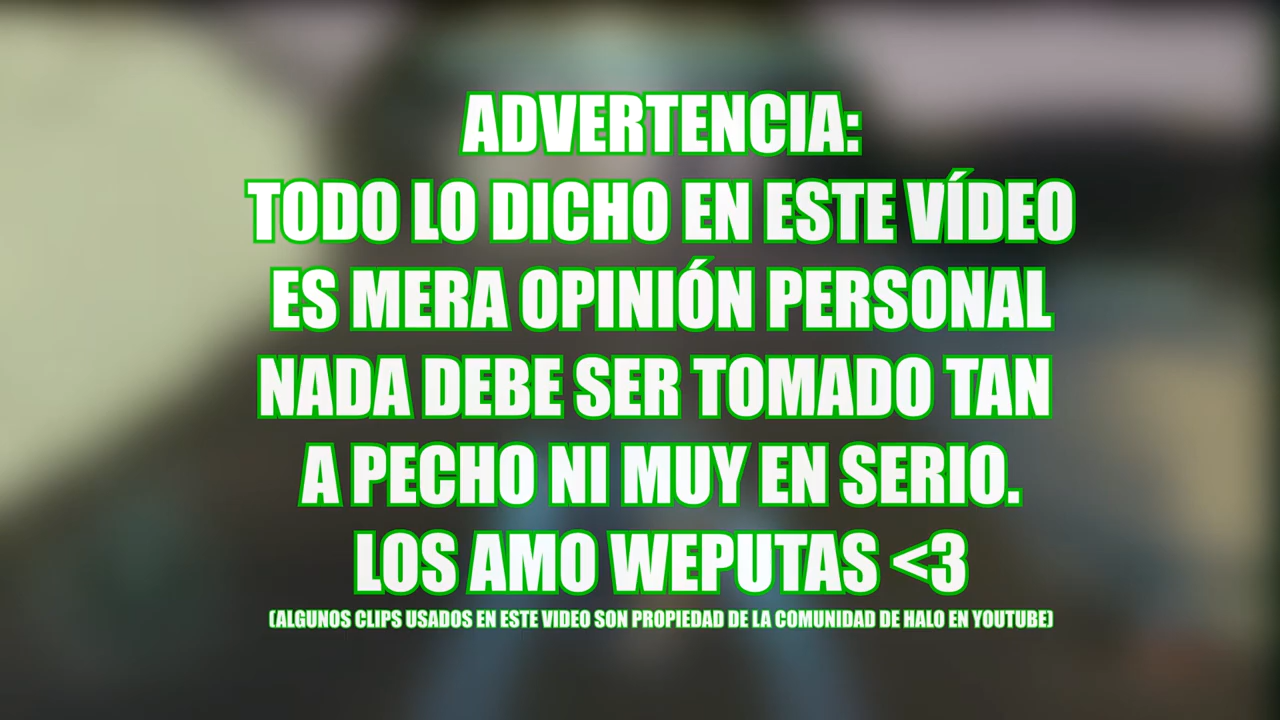 ADVERTENCIA:
TODO LO DICHO EN ESTE VÍDEO
ES MERA OPINIÓN PERSONAL
NADA DEBE SER TOMADO TAN
A PECHO NI MUY EN SERIO.
LOS AMO WEPUTAS <3
(ALGUNOS CLIPS USADOS EN ESTE VIDEO SON PROPIEDAD DE LA COMUNIDAD DE HALO EN YOUTUBE)